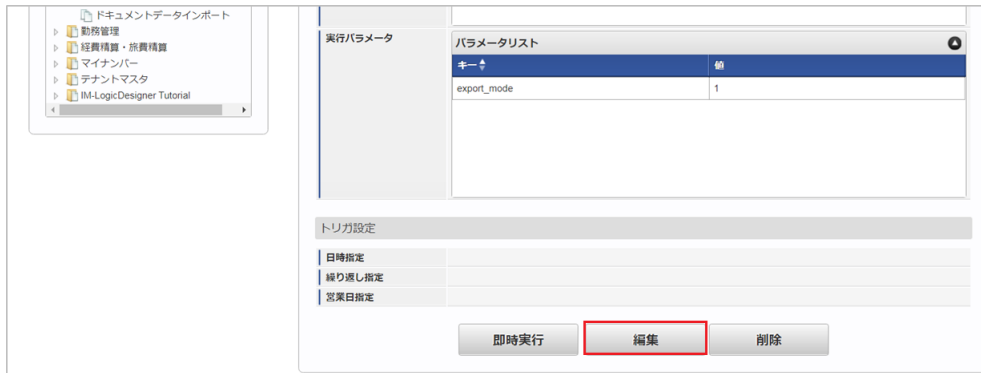 ドキュメントデータインポート
勤務管理
経費精算・旅費精算
マイナンバー
テナントマスタ
IM-LogicDesigner Tutorial
実行パラメータ
パラメータリスト
キー 値
export_mode 1
トリガ設定
日時指定
繰り返し指定
営業日指定
即時実行 編集 削除